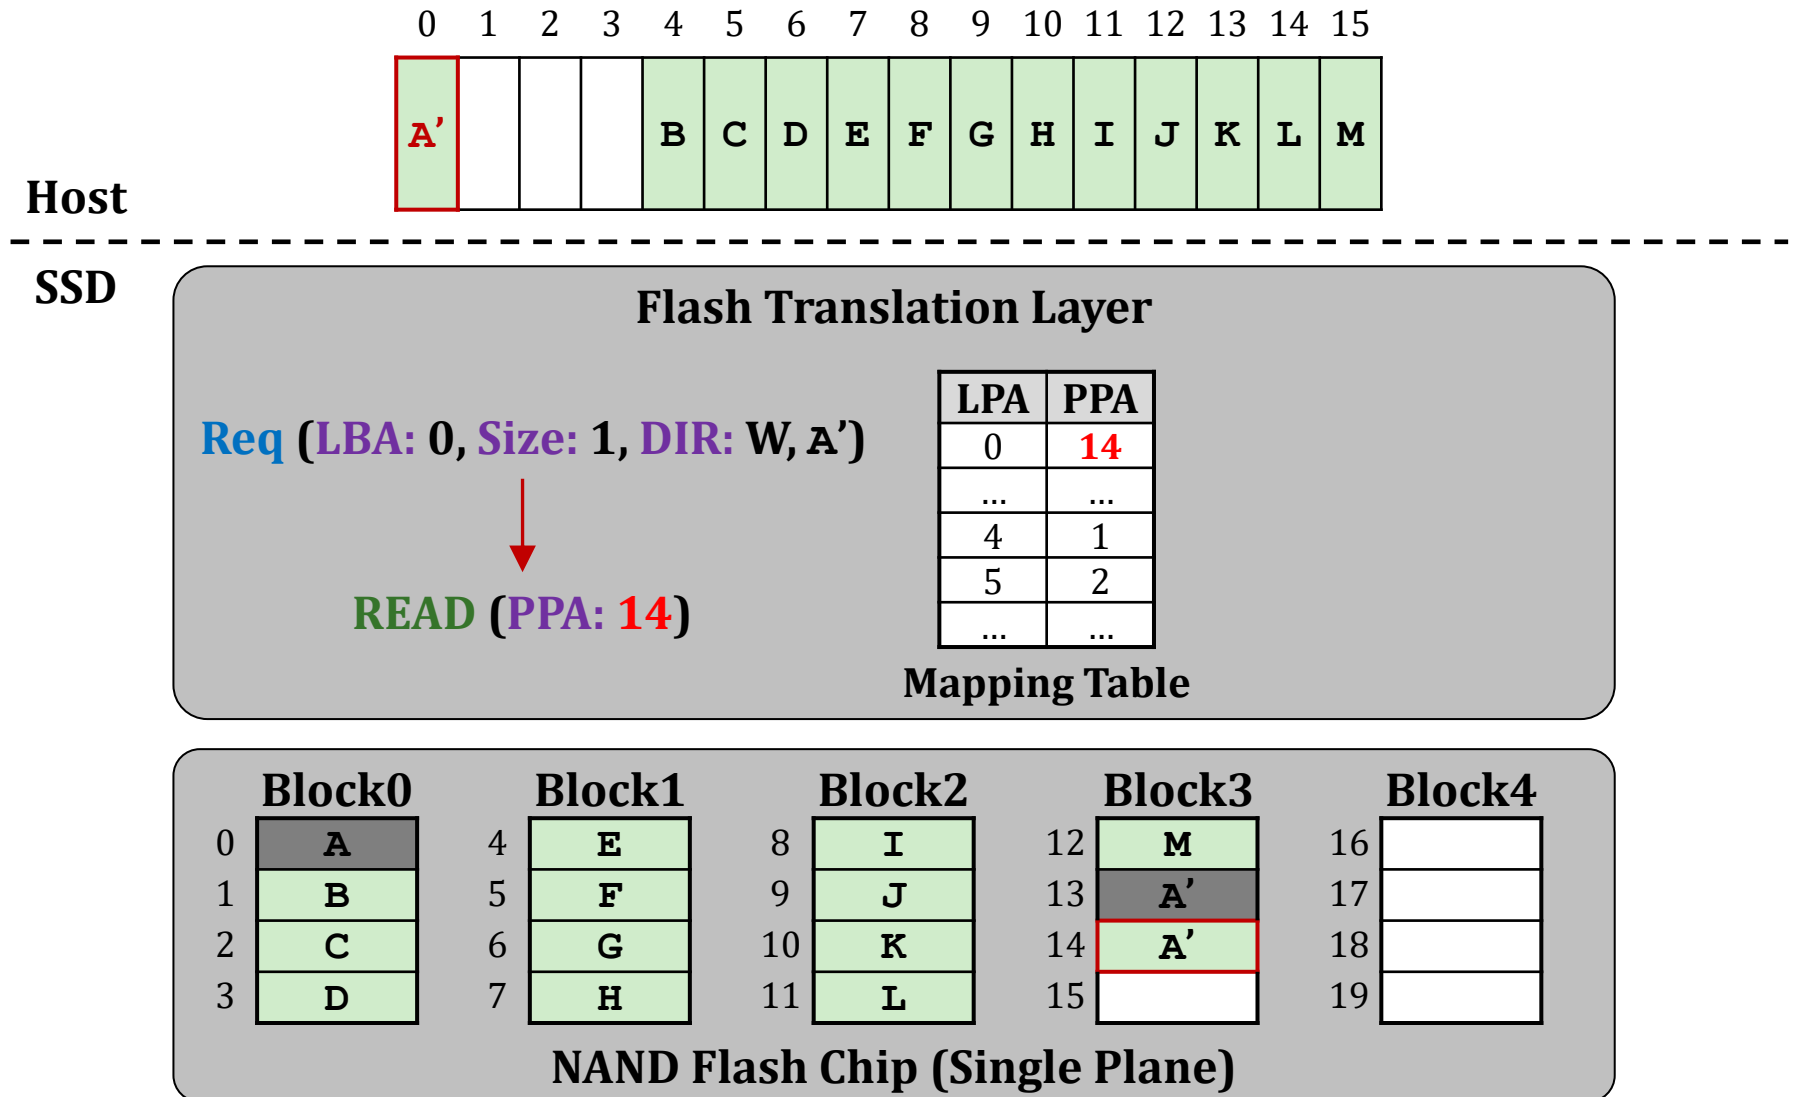 0 1 2 3 4 5 6 7 8 9 10 11 12 13 14 15
A’ B C D E F G H I J K L M
Host
SSD
Flash Translation Layer
Req (LBA: 0, Size: 1, DIR: W, A’)
READ (PPA: 14)
LPA PPA
0 14
... ...
4 1
5 2
... ...
Mapping Table
Block0 Block1 Block2 Block3 Block4
0 A 4 E 8 I 12 M 16
1 B 5 F 9 J 13 A’ 17
2 C 6 G 10 K 14 A’ 18
3 D 7 H 11 L 15 19
NAND Flash Chip (Single Plane)